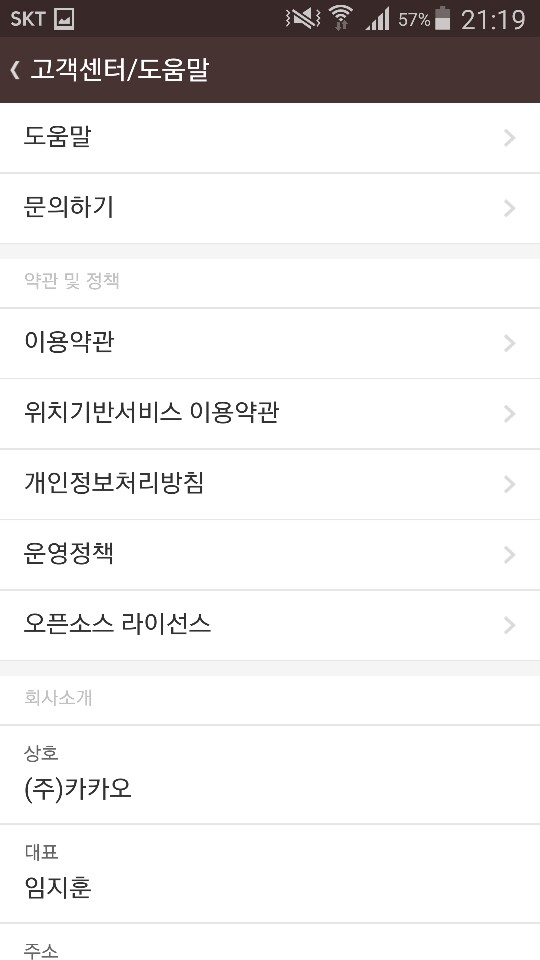 SKT 57% 21:19
고객센터/도움말
도움말
문의하기
약관 및 정책
이용약관
위치기반서비스 이용약관
개인정보처리방침
운영정책
오픈소스 라이선스
회사소개
상호
(주)카카오
대표
임지훈
주소